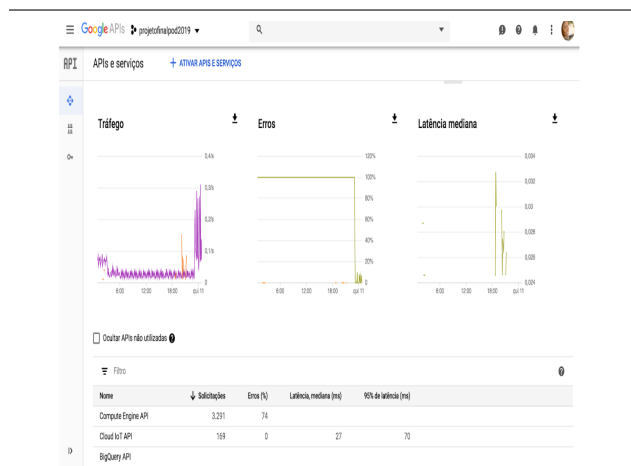 Google APIs projetofinalpod2019
API APIs e serviços + ATIVAR APIS E SERVIÇOS
Tráfego Erros Latência mediana
0,4/s 120% 0,034
100%
0,3/s 0,032
80%
0,2/s 60% 0,03
40% 0,028
0,1/s
20% 0,026
0 0 0,024
6:00 12:00 18:00 qui 11 6:00 12:00 18:00 qui 11 6:00 12:00 18:00 qui 11
Ocultar APIs não utilizadas
Filtro
Nome Solicitações Erros (%) Latência, mediana (ms) 95% de latência (ms)
Compute Engine API 3.291 74
Cloud IoT API 169 0 27 70
BigQuery API